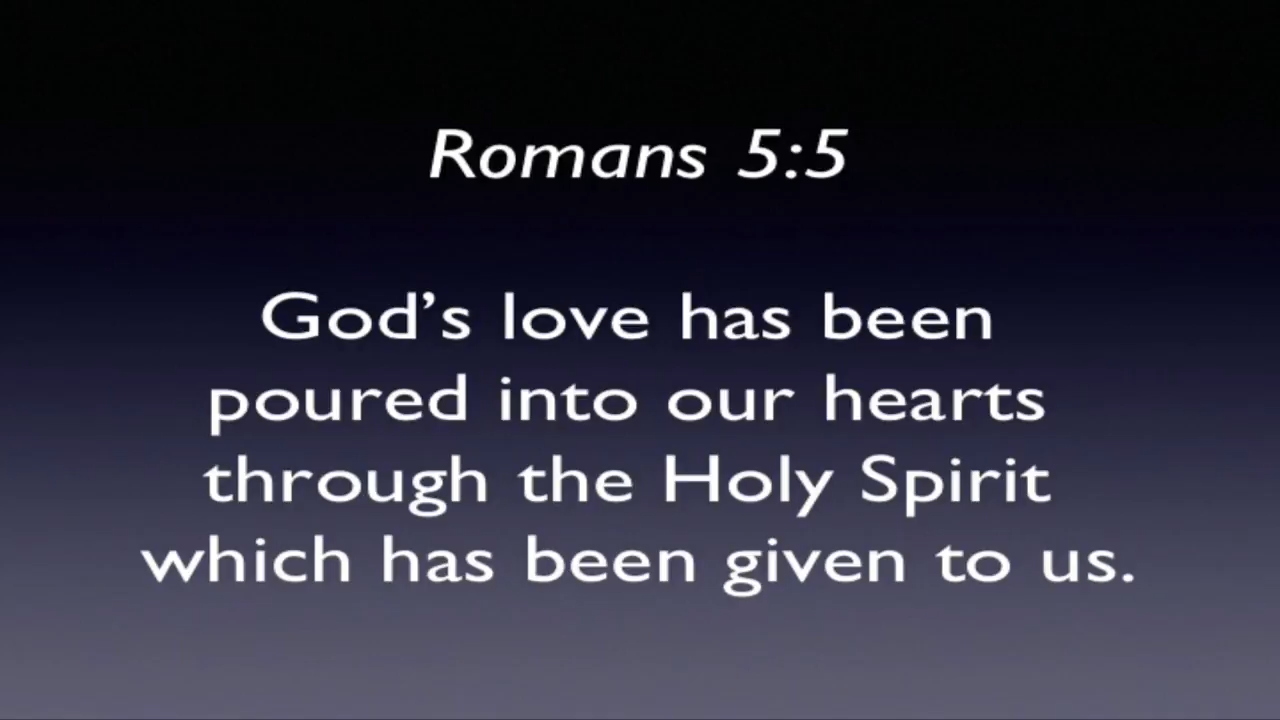 Romans 5:5
God’s love has been
poured into our hearts
through the Holy Spirit
which has been given to us.